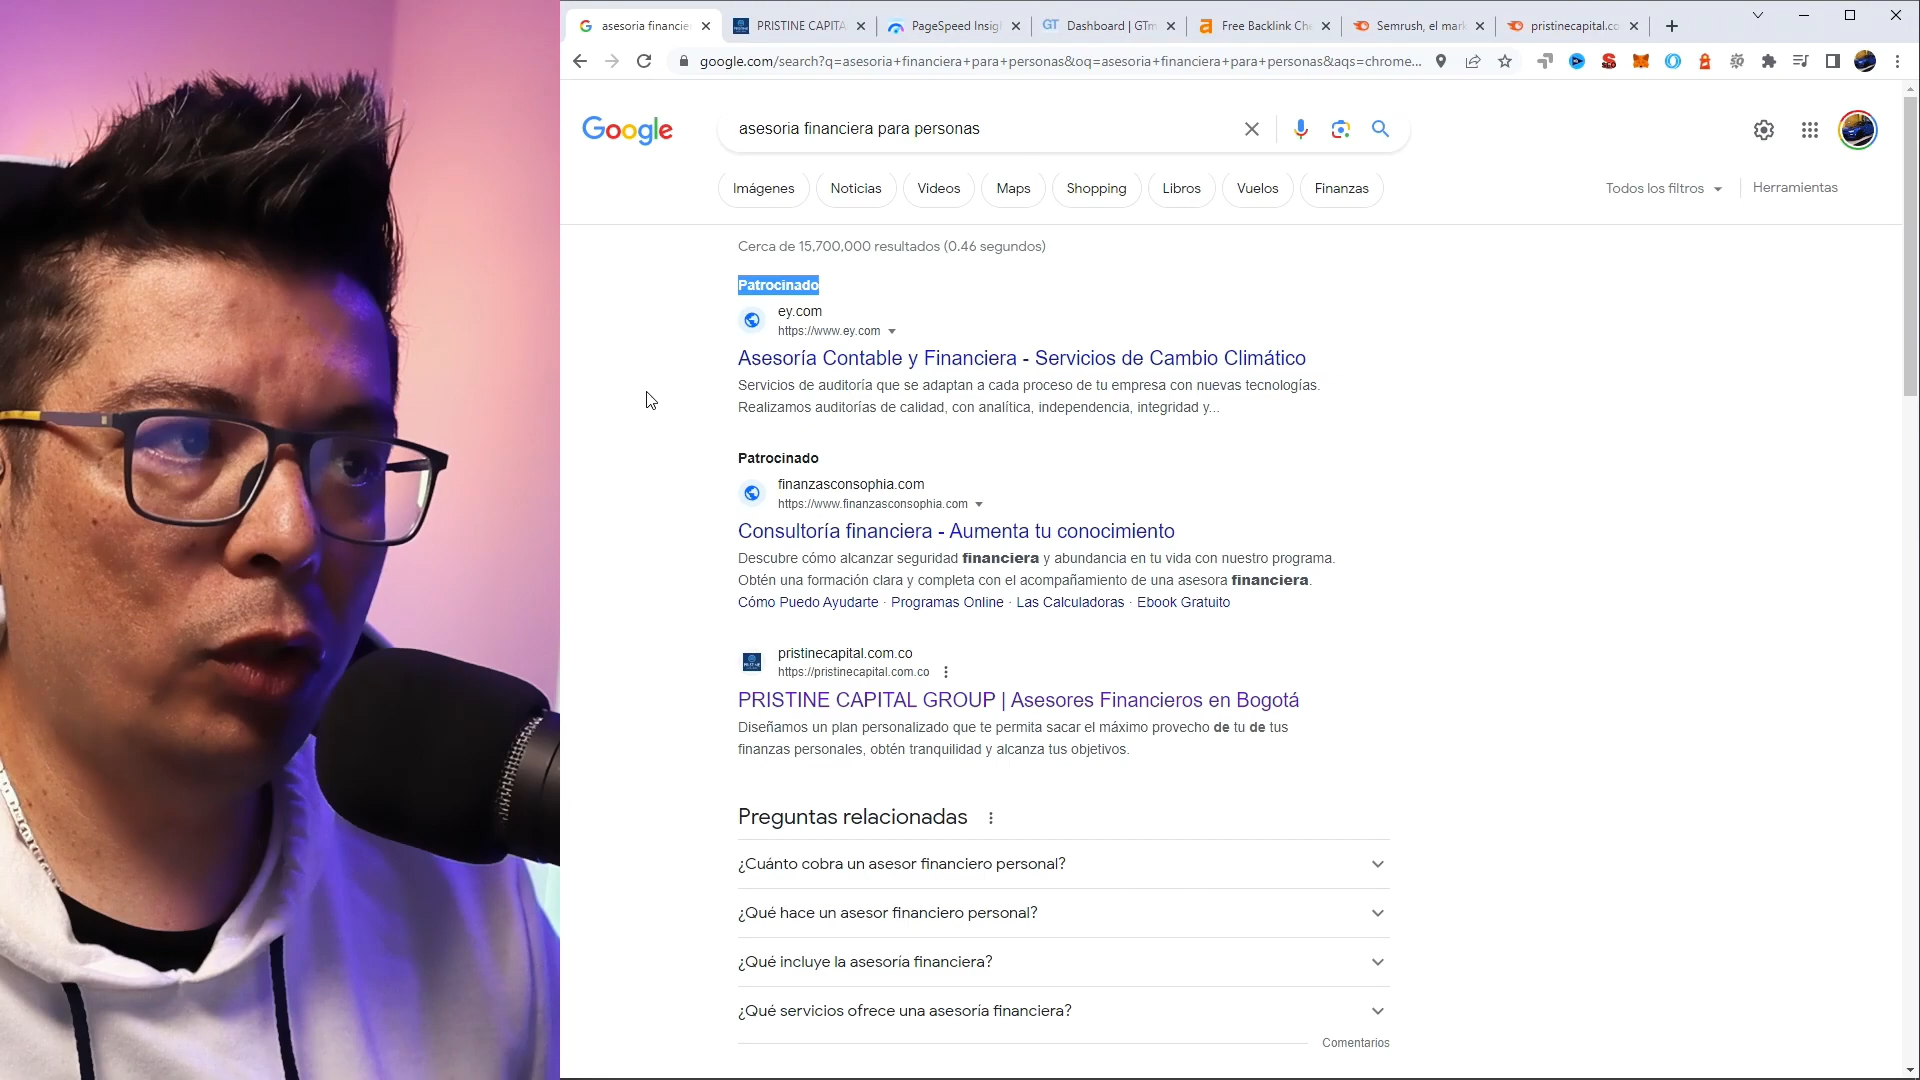 asesoria financie
PRISTINE CAPITA
PageSpeed Insig
GT
Dashboard | GTm
Free Backlink Che
Semrush, el mark
pristinecapital.co
google.com/search?q=asesoria+financiera+para+personas&oq=asesoria+financiera+para+personas&aqs=chrome...
Google
asesoria financiera para personas
Imágenes
Noticias
Videos
Maps
Shopping
Libros
Vuelos
Finanzas
Todos los filtros
Herramientas
Cerca de 15,700,000 resultados (0.46 segundos)
Patrocinado
ey.com
https://www.ey.com
Asesoría Contable y Financiera - Servicios de Cambio Climático
Servicios de auditoría que se adaptan a cada proceso de tu empresa con nuevas tecnologías.
Realizamos auditorías de calidad, con analítica, independencia, integridad y...
Patrocinado
finanzasconsophia.com
https://www.finanzasconsophia.com
Consultoría financiera - Aumenta tu conocimiento
Descubre cómo alcanzar seguridad financiera y abundancia en tu vida con nuestro programa.
Obtén una formación clara y completa con el acompañamiento de una asesora financiera.
Cómo Puedo Ayudarte · Programas Online · Las Calculadoras · Ebook Gratuito
pristinecapital.com.co
https://pristinecapital.com.co
PRISTINE CAPITAL GROUP | Asesores Financieros en Bogotá
Diseñamos un plan personalizado que te permita sacar el máximo provecho de tu de tus
finanzas personales, obtén tranquilidad y alcanza tus objetivos.
Preguntas relacionadas
¿Cuánto cobra un asesor financiero personal?
¿Qué hace un asesor financiero personal?
¿Qué incluye la asesoría financiera?
¿Qué servicios ofrece una asesoría financiera?
Comentarios